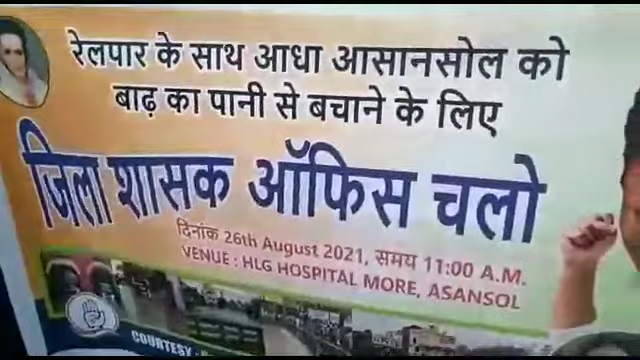 रेलपार के साथ आधा आसानसोल को
बाढ़ का पानी से बचाने के लिए
जिला शासक ऑफिस चलो
दिनांक 26th August 2021, समय 11:00 A.M.
VENUE : HLG HOSPITAL MORE, ASANSOL
COURTESY :